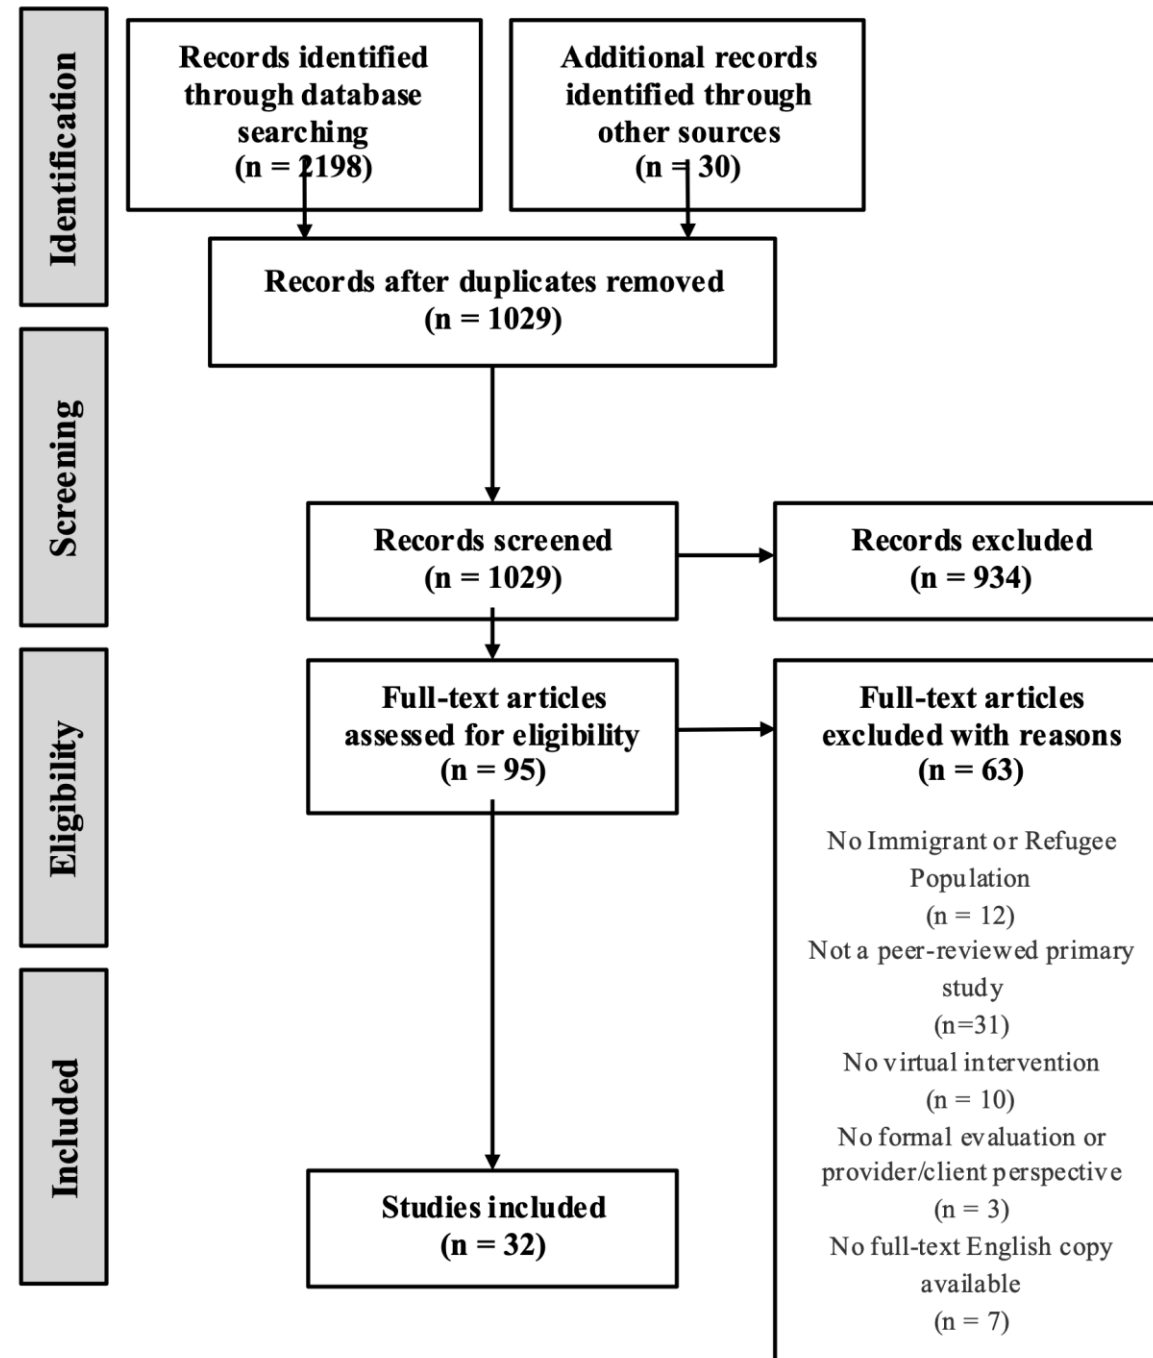 Identification
Records identified
through database
searching
(n = 2198)
Additional records
identified through
other sources
(n = 30)
Records after duplicates removed
(n = 1029)
Screening
Records screened
(n = 1029)
Records excluded
(n = 934)
Eligibility
Full-text articles
assessed for eligibility
(n = 95)
Full-text articles
excluded with reasons
(n = 63)
No Immigrant or Refugee
Population
(n = 12)
Not a peer-reviewed primary
study
(n=31)
No virtual intervention
(n = 10)
No formal evaluation or
provider/client perspective
(n = 3)
No full-text English copy
available
(n = 7)
Included
Studies included
(n = 32)